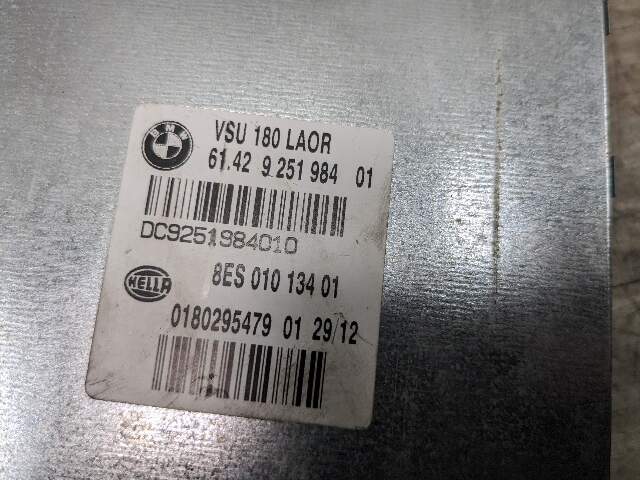 BMW
VSU 180 LAOR
61.42 9 251 984 01
DC9251984010
HELLA
8ES 010 134 01
0180295479 01 29/12